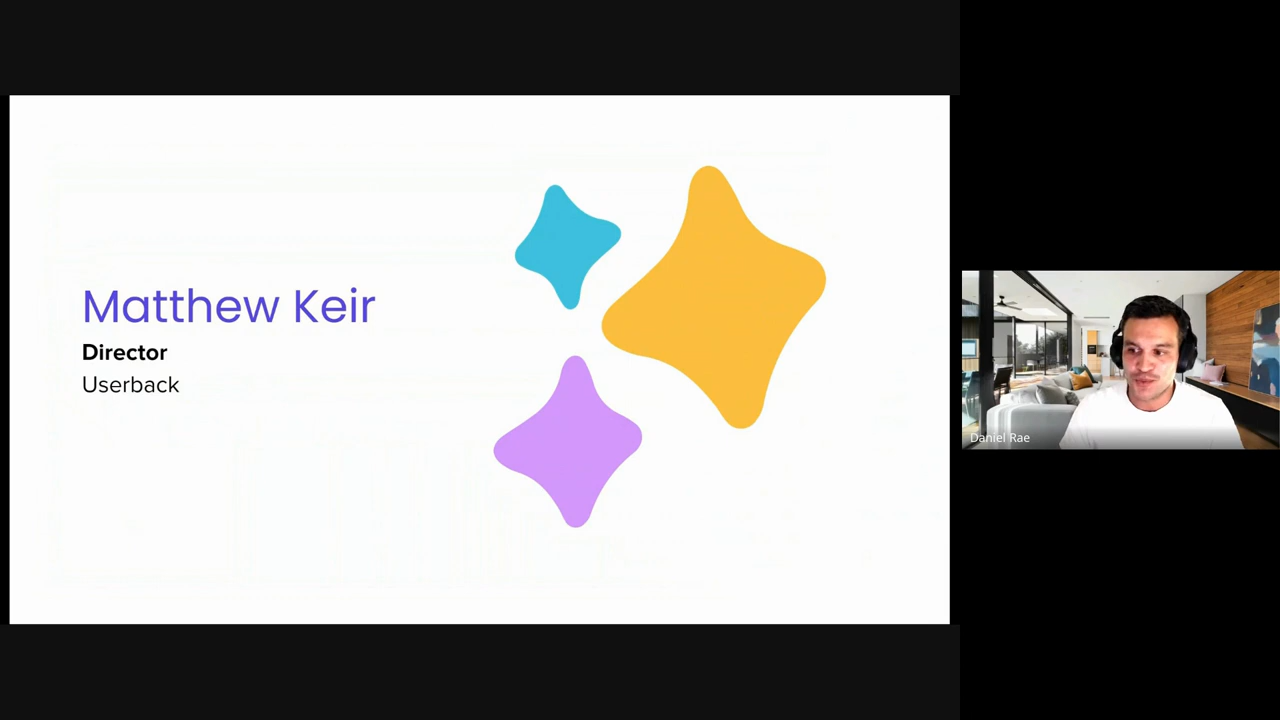 Matthew Keir
Director
Userback
Daniel Rae